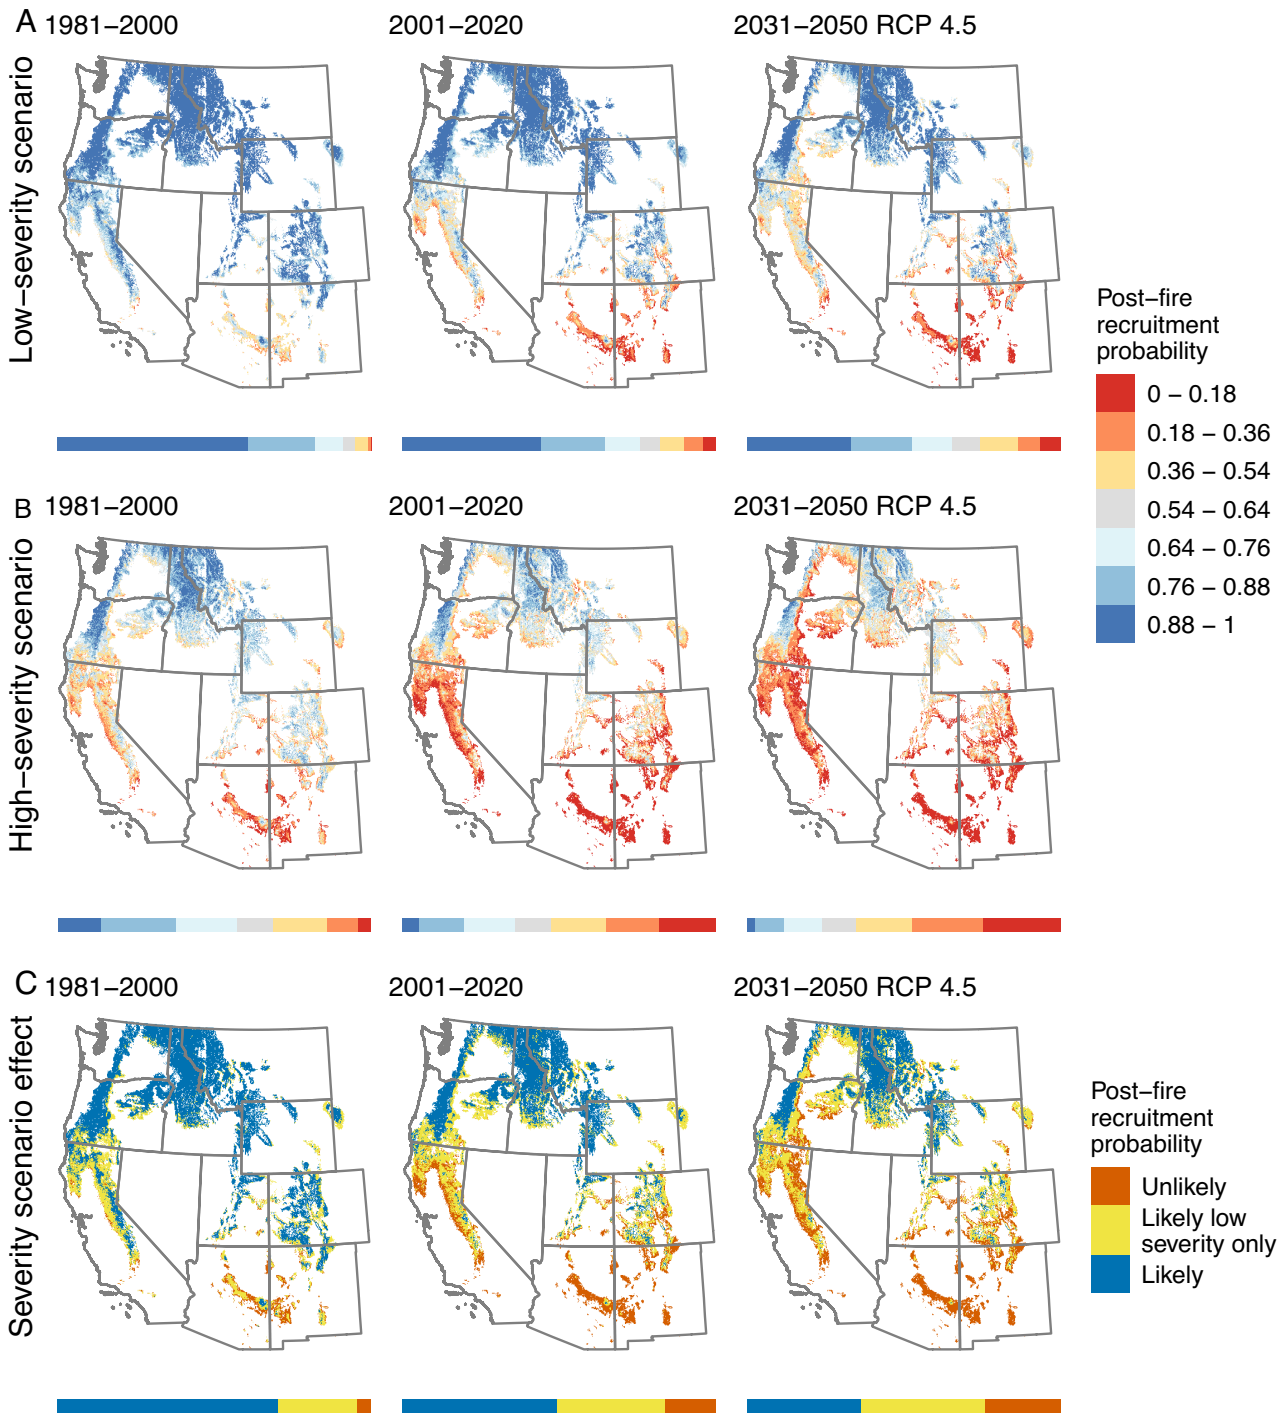 A
1981−2000
2001−2020
2031−2050 RCP 4.5
Low−severity scenario
Post−fire
recruitment
probability
0 − 0.18
0.18 − 0.36
0.36 − 0.54
0.54 − 0.64
0.64 − 0.76
0.76 − 0.88
0.88 − 1
B
1981−2000
2001−2020
2031−2050 RCP 4.5
High−severity scenario
C
1981−2000
2001−2020
2031−2050 RCP 4.5
Severity scenario effect
Post−fire
recruitment
probability
Unlikely
Likely low
severity only
Likely